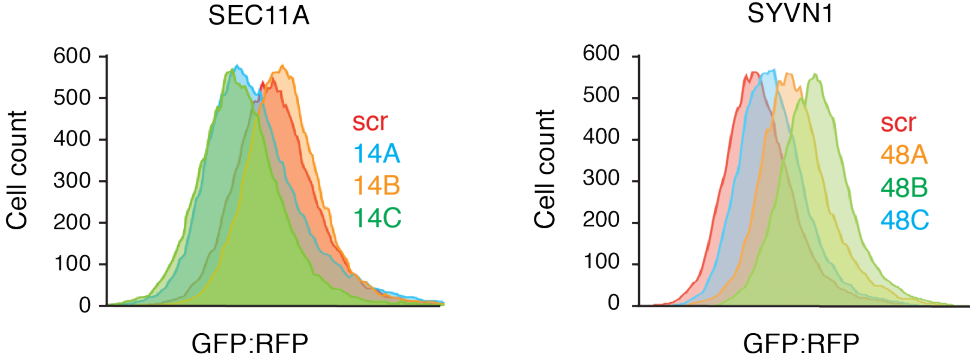 SEC11A
600
500
400
300
200
100
0
Cell count
scr
14A
14B
14C
GFP:RFP
SYVN1
600
500
400
300
200
100
0
Cell count
scr
48A
48B
48C
GFP:RFP